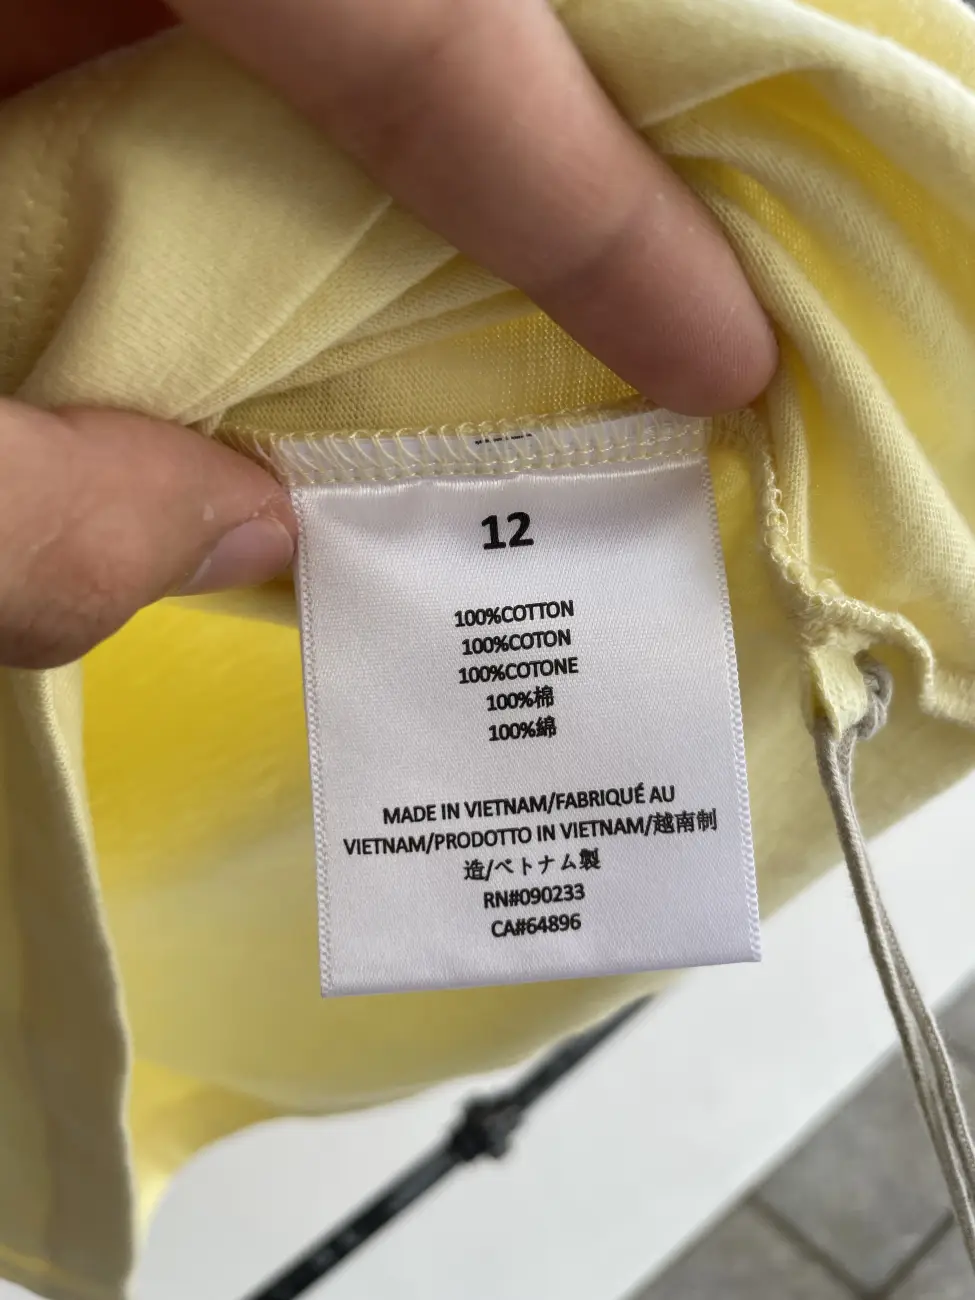 12
100%COTTON
100%COTON
100%COTONE
100%棉
100%綿
MADE IN VIETNAM/FABRIQUÉ AU
VIETNAM/PRODOTTO IN VIETNAM/越南制
造/ベトナム製
RN#090233
CA#64896